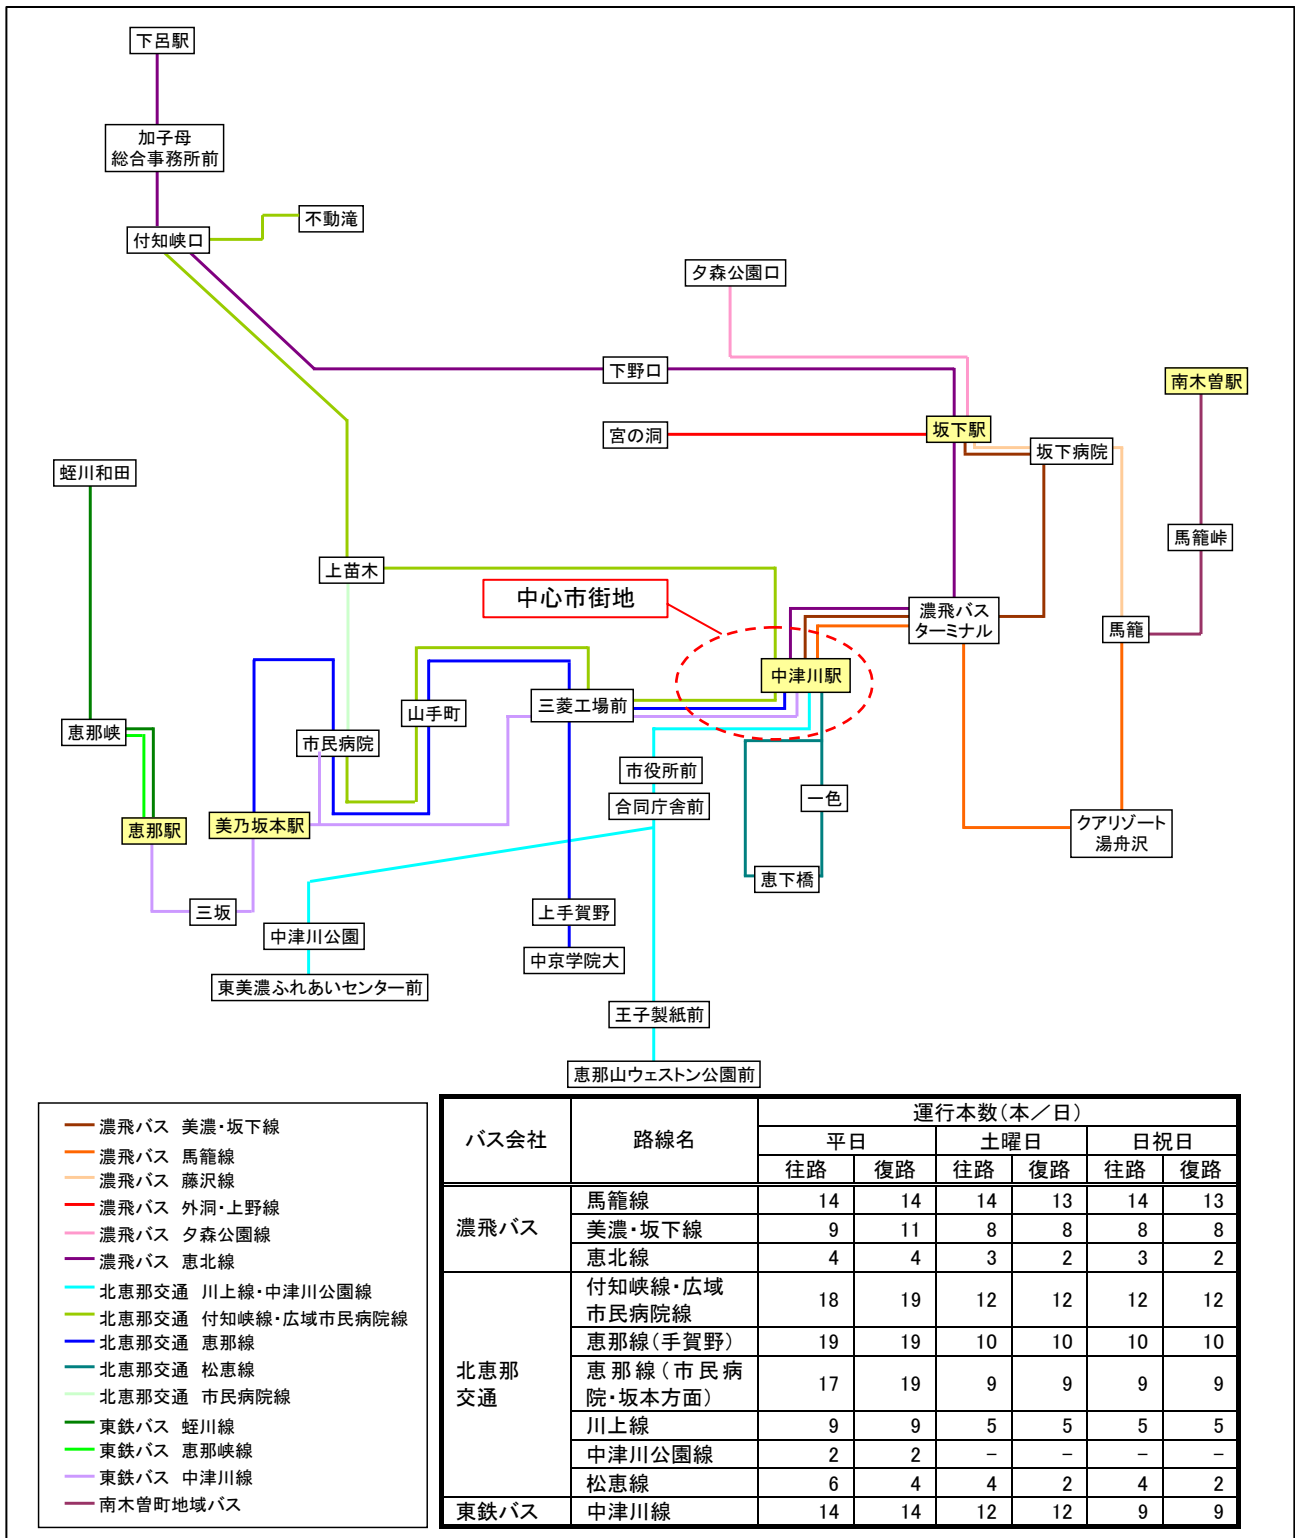 下呂駅
加子母
総合事務所前
不動滝
付知峡口
夕森公園口
下野口
南木曽駅
宮の洞
坂下駅
坂下病院
蛭川和田
馬籠峠
上苗木
中心市街地
濃飛バス
ターミナル
馬籠
中津川駅
三菱工場前
山手町
恵那峡
市民病院
市役所前
合同庁舎前
一色
恵那駅
美乃坂本駅
クアリゾート
湯舟沢
恵下橋
三坂
上手賀野
中津川公園
中京学院大
東美濃ふれあいセンター前
王子製紙前
恵那山ウェストン公園前
濃飛バス 美濃・坂下線
濃飛バス 馬籠線
濃飛バス 藤沢線
濃飛バス 外洞・上野線
濃飛バス 夕森公園線
濃飛バス 恵北線
北恵那交通 川上線・中津川公園線
北恵那交通 付知峡線・広域市民病院線
北恵那交通 恵那線
北恵那交通 松恵線
北恵那交通 市民病院線
東鉄バス 蛭川線
東鉄バス 恵那峡線
東鉄バス 中津川線
南木曽町地域バス
バス会社 路線名 運行本数(本/日)
平日 土曜日 日祝日
往路 復路 往路 復路 往路 復路
濃飛バス 馬籠線 14 14 14 13 14 13
美濃・坂下線 9 11 8 8 8 8
恵北線 4 4 3 2 3 2
北恵那
交通
付知峡線・広域
市民病院線 18 19 12 12 12 12
恵那線(手賀野) 19 19 10 10 10 10
恵那線(市民病
院・坂本方面) 17 19 9 9 9 9
川上線 9 9 5 5 5 5
中津川公園線 2 2 － － － －
松恵線 6 4 4 2 4 2
東鉄バス 中津川線 14 14 12 12 9 9